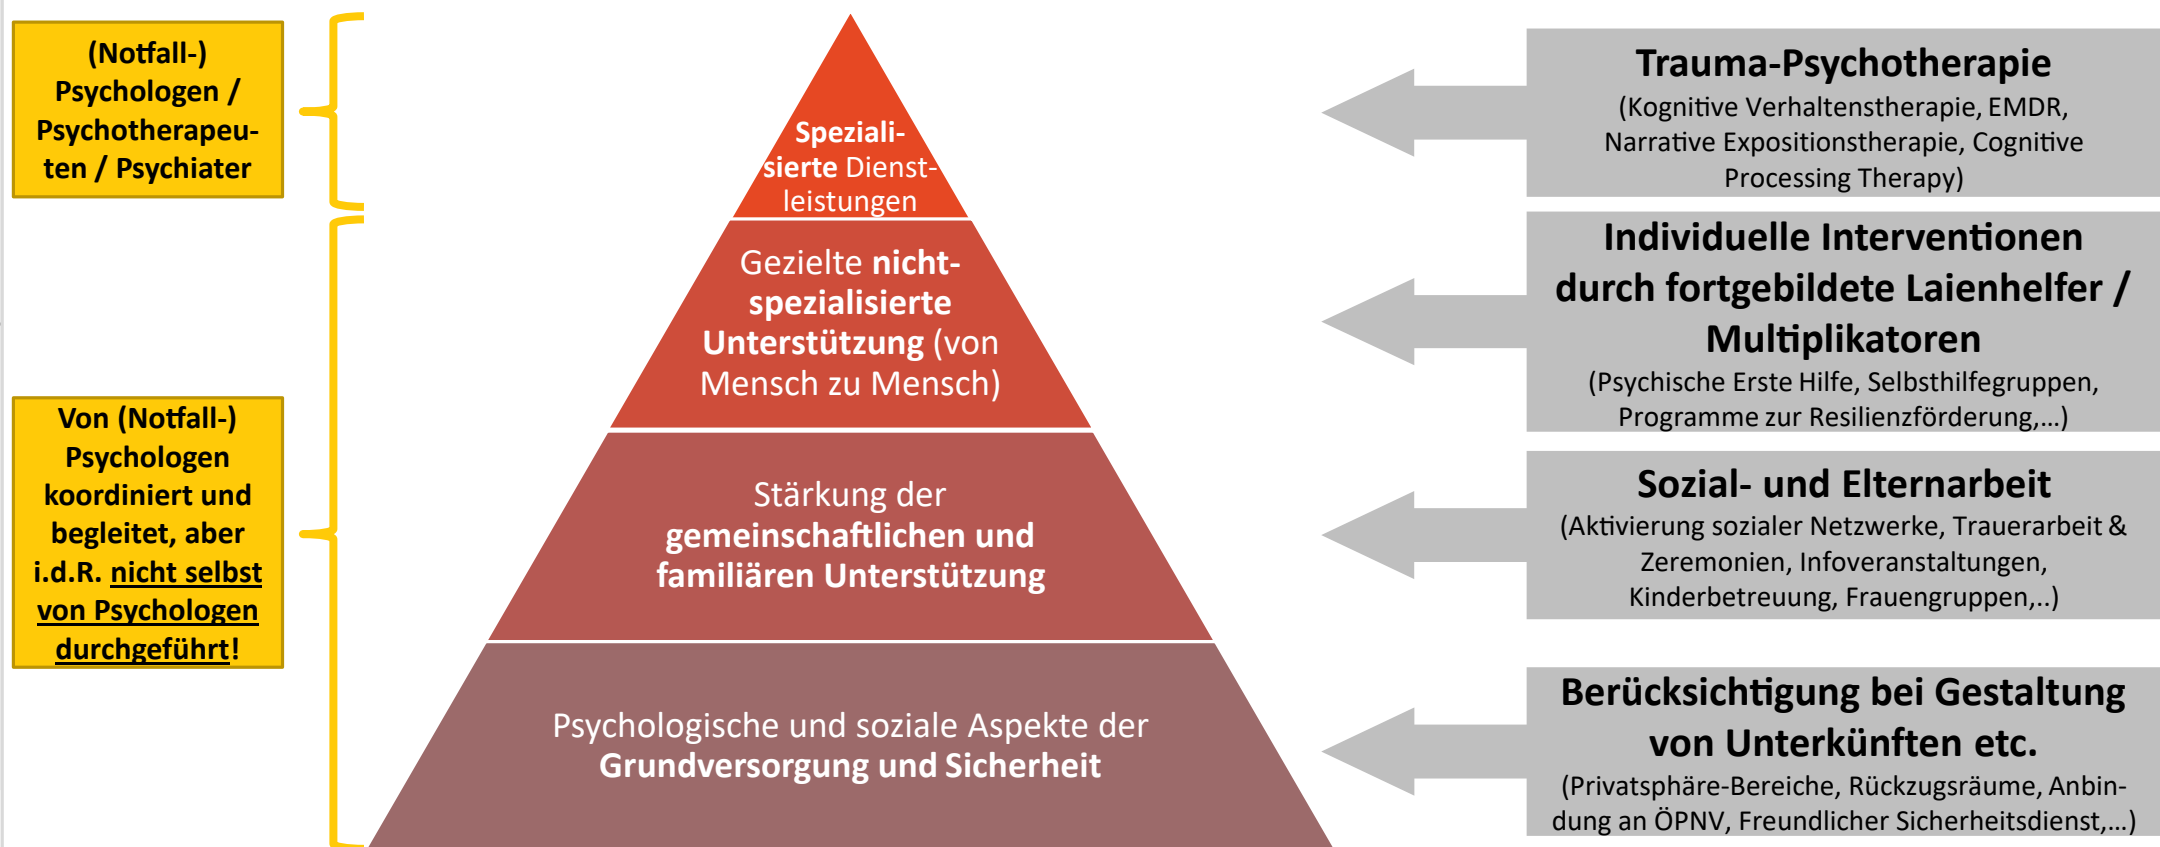 (Notfall-)
Psychologen /
Psychotherapeu-
ten / Psychiater
Von (Notfall-)
Psychologen
koordiniert und
begleitet, aber
i.d.R. nicht selbst
von Psychologen
durchgeführt!
Speziali-
sierte Dienst-
leistungen
Gezielte nicht-
spezialisierte
Unterstützung (von
Mensch zu Mensch)
Stärkung der
gemeinschaftlichen und
familiären Unterstützung
Psychologische und soziale Aspekte der
Grundversorgung und Sicherheit
Trauma-Psychotherapie
(Kognitive Verhaltenstherapie, EMDR,
Narrative Expositionstherapie, Cognitive
Processing Therapy)
Individuelle Interventionen
durch fortgebildete Laienhelfer /
Multiplikatoren
(Psychische Erste Hilfe, Selbsthilfegruppen,
Programme zur Resilienzförderung,...)
Sozial- und Elternarbeit
(Aktivierung sozialer Netzwerke, Trauerarbeit &
Zeremonien, Infoveranstaltungen,
Kinderbetreuung, Frauengruppen,..)
Berücksichtigung bei Gestaltung
von Unterkünften etc.
(Privatsphäre-Bereiche, Rückzugsräume, Anbin-
dung an ÖPNV, Freundlicher Sicherheitsdienst,...)